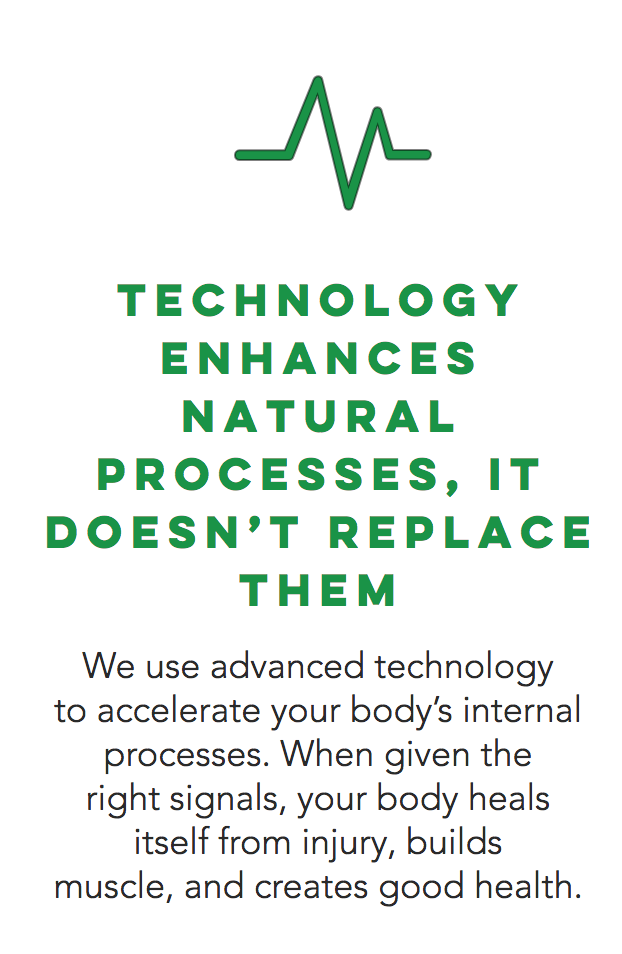 TECHNOLOGY
ENHANCES
NATURAL
PROCESSES, IT
DOESN’T REPLACE
THEM
We use advanced technology
to accelerate your body’s internal
processes. When given the
right signals, your body heals
itself from injury, builds
muscle, and creates good health.